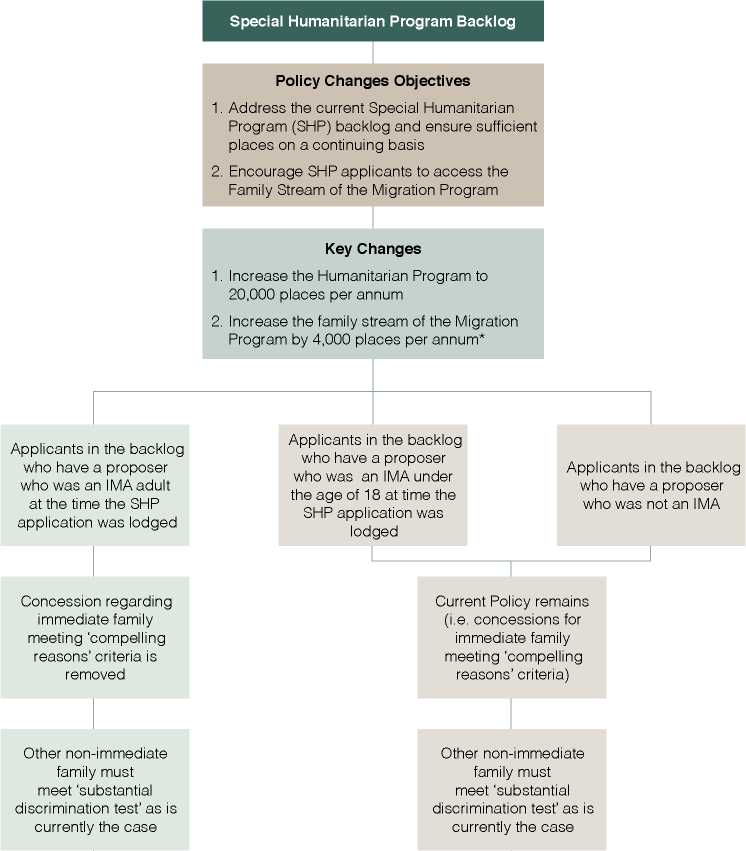 Special Humanitarian Program Backlog
Policy Changes Objectives
1. Address the current Special Humanitarian
Program (SHP) backlog and ensure sufficient
places on a continuing basis
2. Encourage SHP applicants to access the
Family Stream of the Migration Program
Key Changes
1. Increase the Humanitarian Program to
20,000 places per annum
2. Increase the family stream of the Migration
Program by 4,000 places per annum*
Applicants in the backlog
who have a proposer
who was an IMA adult
at the time the SHP
application was lodged
Applicants in the backlog
who have a proposer
who was an IMA under
the age of 18 at time the
SHP application was
lodged
Applicants in the backlog
who have a proposer
who was not an IMA
Concession regarding
immediate family
meeting ‘compelling
reasons’ criteria is
removed
Current Policy remains
(i.e. concessions for
immediate family
meeting ‘compelling
reasons’ criteria)
Other non-immediate
family must
meet ‘substantial
discrimination test’ as is
currently the case
Other non-immediate
family must
meet ‘substantial
discrimination test’ as is
currently the case